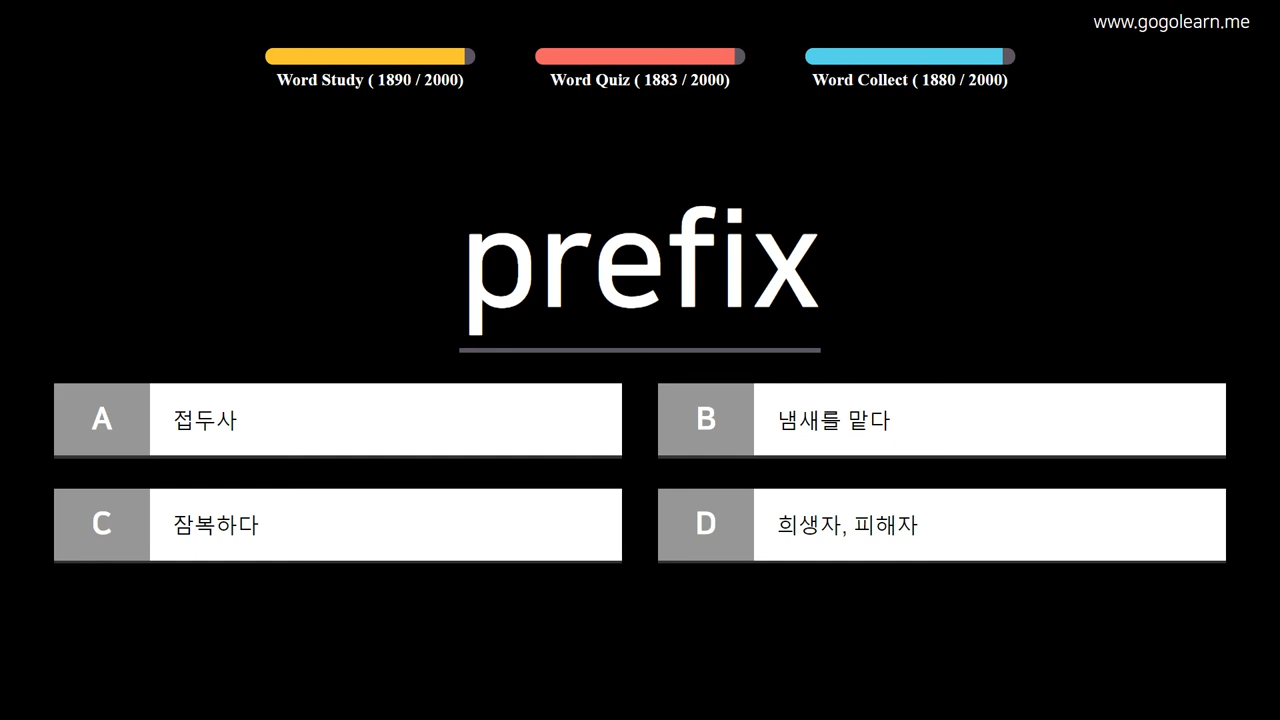 www.gogolearn.me
Word Study ( 1890 / 2000)
Word Quiz ( 1883 / 2000)
Word Collect ( 1880 / 2000)
prefix
A 접두사
B 냄새를 맡다
C 잠복하다
D 희생자, 피해자